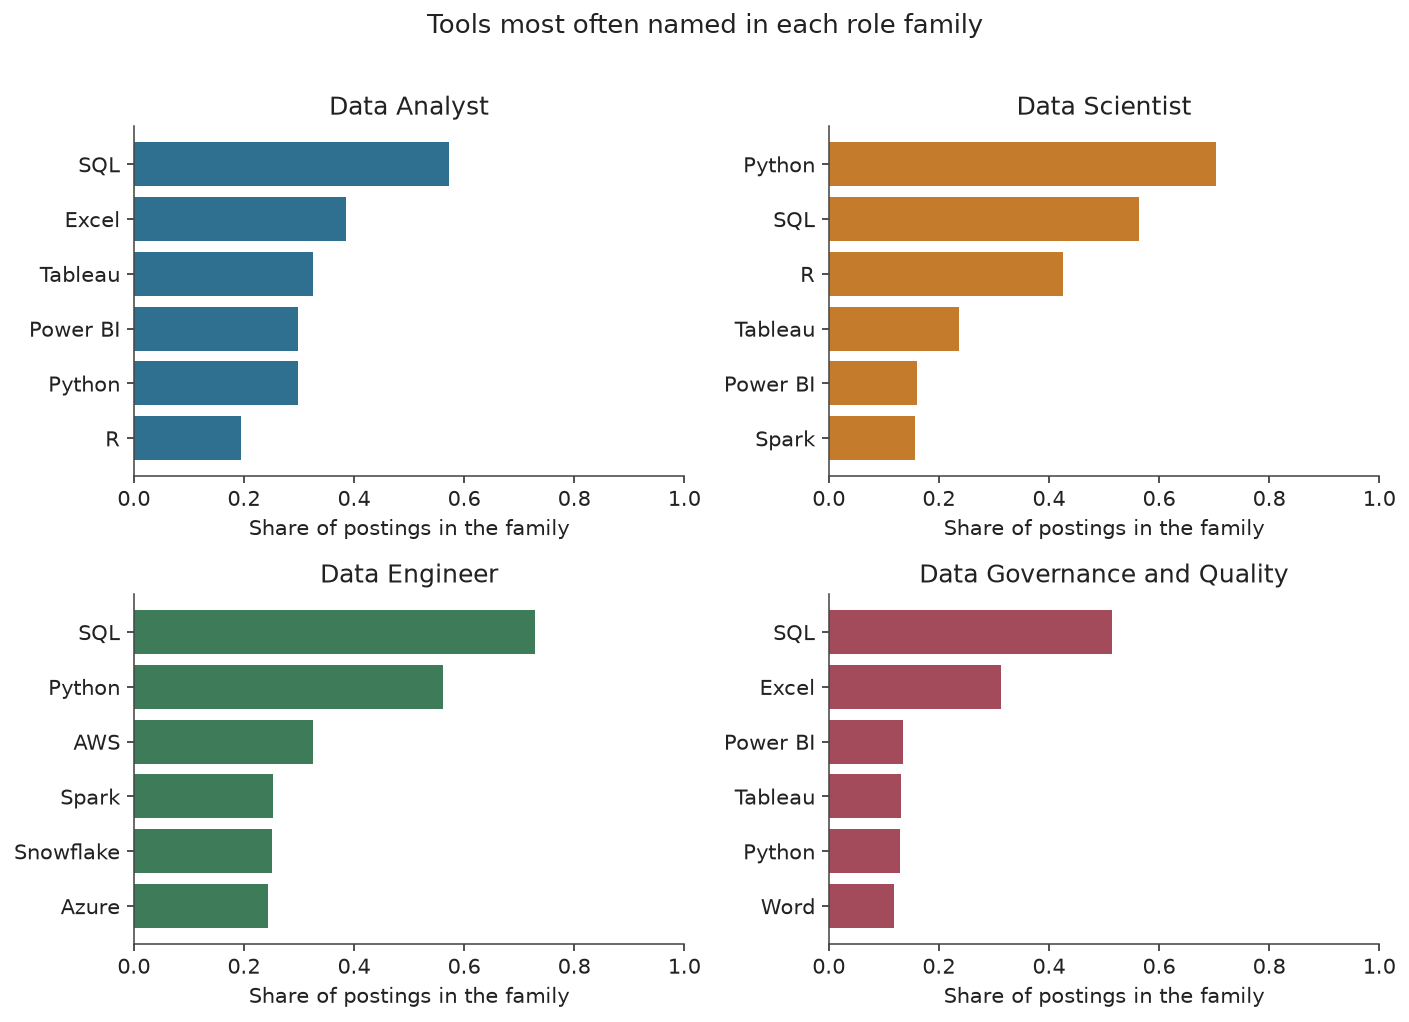 Tools most often named in each role family
Data Analyst
SQL
Excel
Tableau
Power BI
Python
R
0.0 0.2 0.4 0.6 0.8 1.0
Share of postings in the family
Data Scientist
Python
SQL
R
Tableau
Power BI
Spark
0.0 0.2 0.4 0.6 0.8 1.0
Share of postings in the family
Data Engineer
SQL
Python
AWS
Spark
Snowflake
Azure
0.0 0.2 0.4 0.6 0.8 1.0
Share of postings in the family
Data Governance and Quality
SQL
Excel
Power BI
Tableau
Python
Word
0.0 0.2 0.4 0.6 0.8 1.0
Share of postings in the family